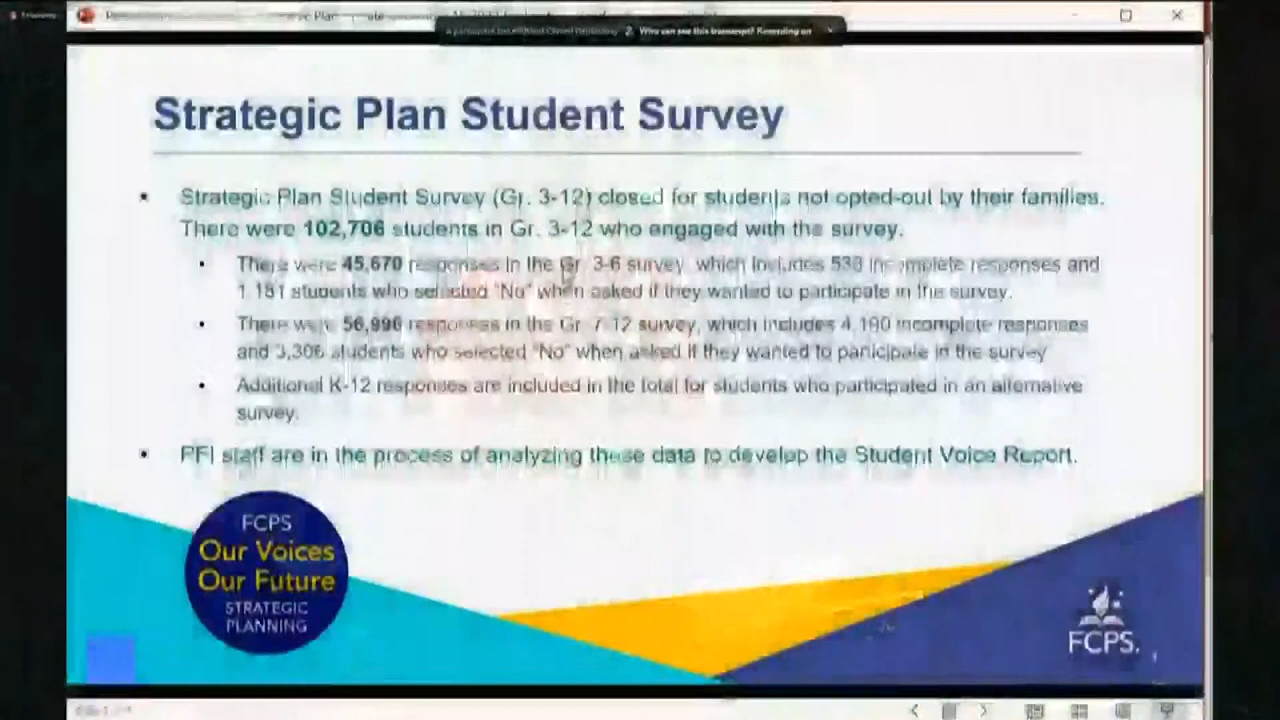 Who can see this transcript? Recording on
Strategic Plan Student Survey
Strategic Plan Student Survey (Gr. 3-12) closed for students not opted-out by their families.
There were 102,706 students in Gr. 3-12 who engaged with the survey.
There were 45,670 responses in the Gr. 3-6 survey, which includes incomplete responses and
students who selected "No" when asked if they wanted to participate in the survey.
There were responses in the Gr. 7-12 survey, which includes 4,190 incomplete responses
and 3,306 students who selected "No" when asked if they wanted to participate in the survey
Additional K-12 responses are included in the total for students who participated in an alternative
survey.
staff are in the process of analyzing these data to develop the Student Voice Report.
FCPS
Our Voices
Our Future
STRATEGIC
PLANNING
FCPS.